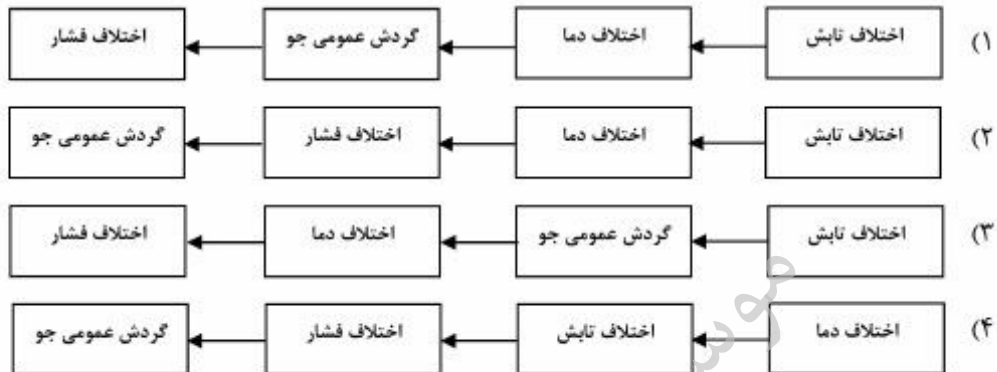 ۱) اختلاف تابش اختلاف دما گردش عمومی جو اختلاف فشار
۲) اختلاف تابش اختلاف دما اختلاف فشار گردش عمومی جو
۳) اختلاف تابش گردش عمومی جو اختلاف دما اختلاف فشار
۴) اختلاف دما اختلاف تابش اختلاف فشار گردش عمومی جو